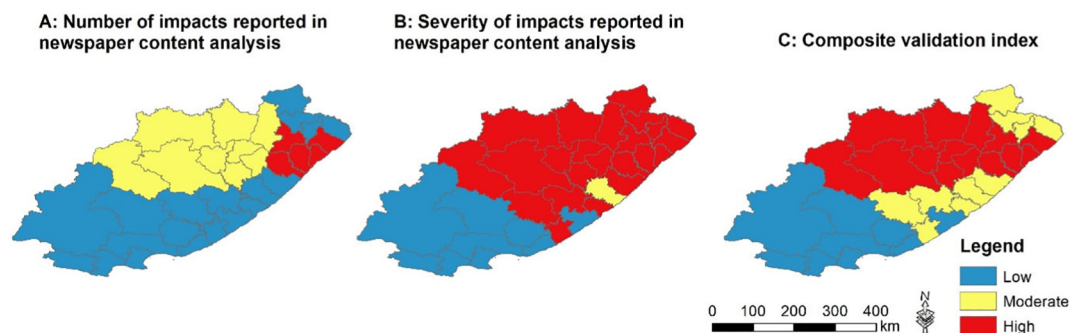 A: Number of impacts reported in
newspaper content analysis
B: Severity of impacts reported in
newspaper content analysis
C: Composite validation index
Legend
Low
Moderate
High
0 100 200 300 400
km
N